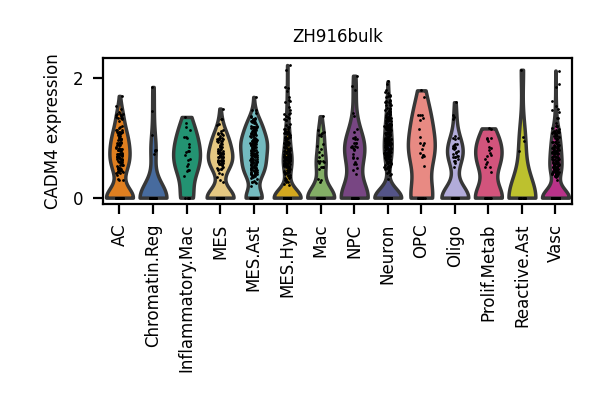 ZH916bulk
CADM4 expression
2
0
AC
Chromatin.Reg
Inflammatory.Mac
MES
MES.Ast
MES.Hyp
Mac
NPC
Neuron
OPC
Oligo
Prolif.Metab
Reactive.Ast
Vasc